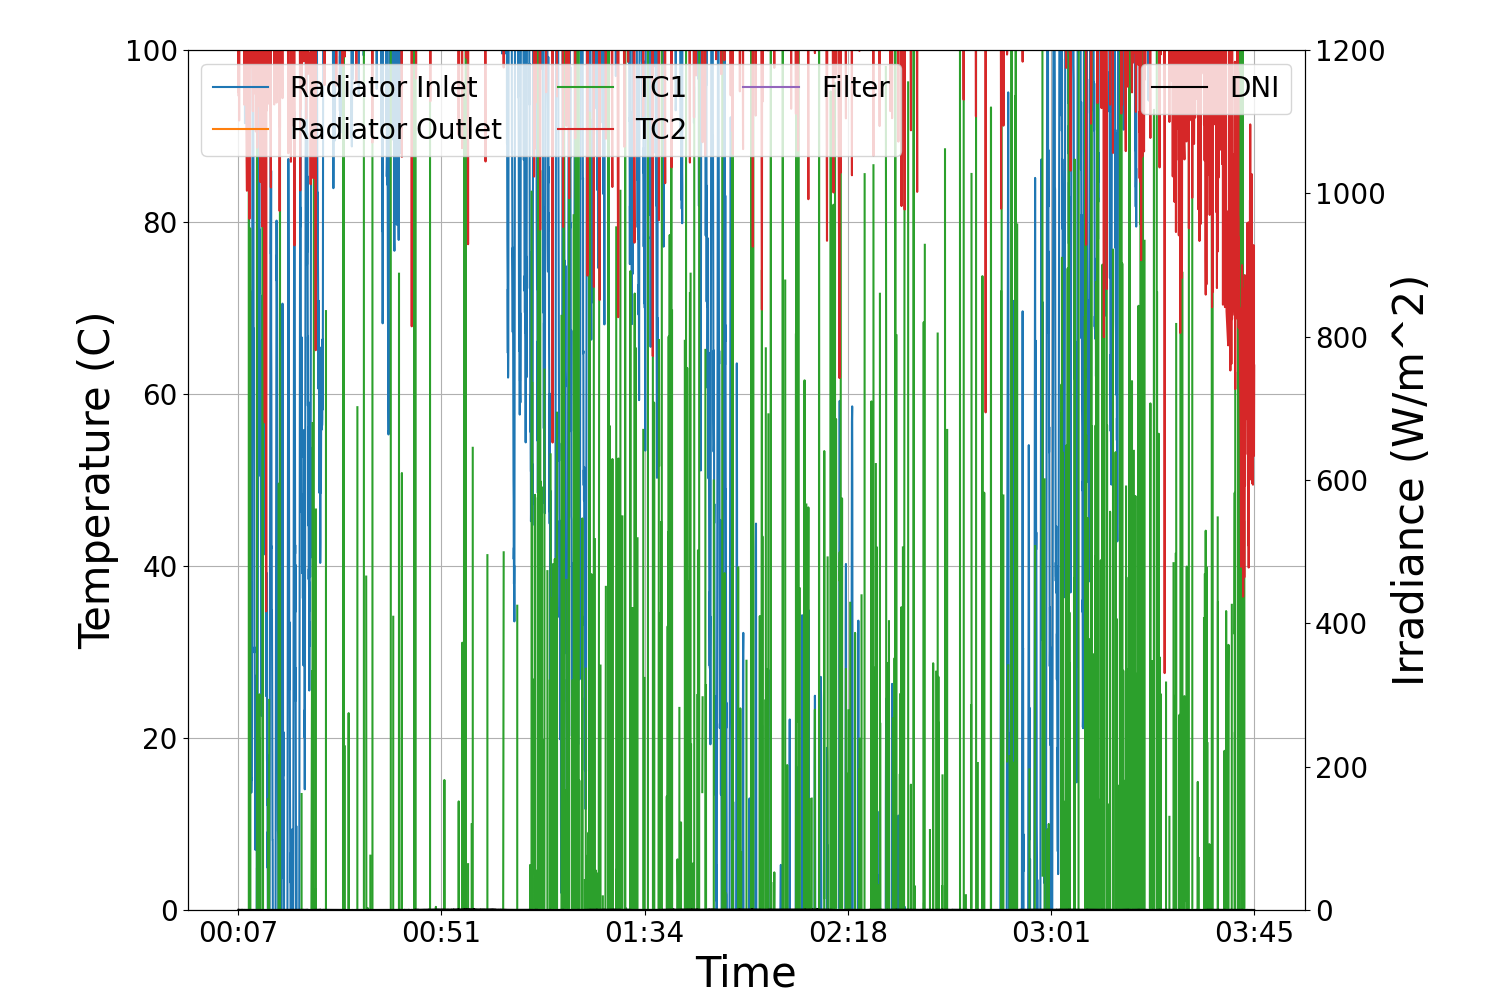 100
80
60
40
20
0
Temperature (C)
Radiator Inlet
Radiator Outlet
TC1
TC2
Filter
DNI
1200
1000
800
600
400
200
0
Irradiance (W/m^2)
00:07 00:51 01:34 02:18 03:01 03:45
Time